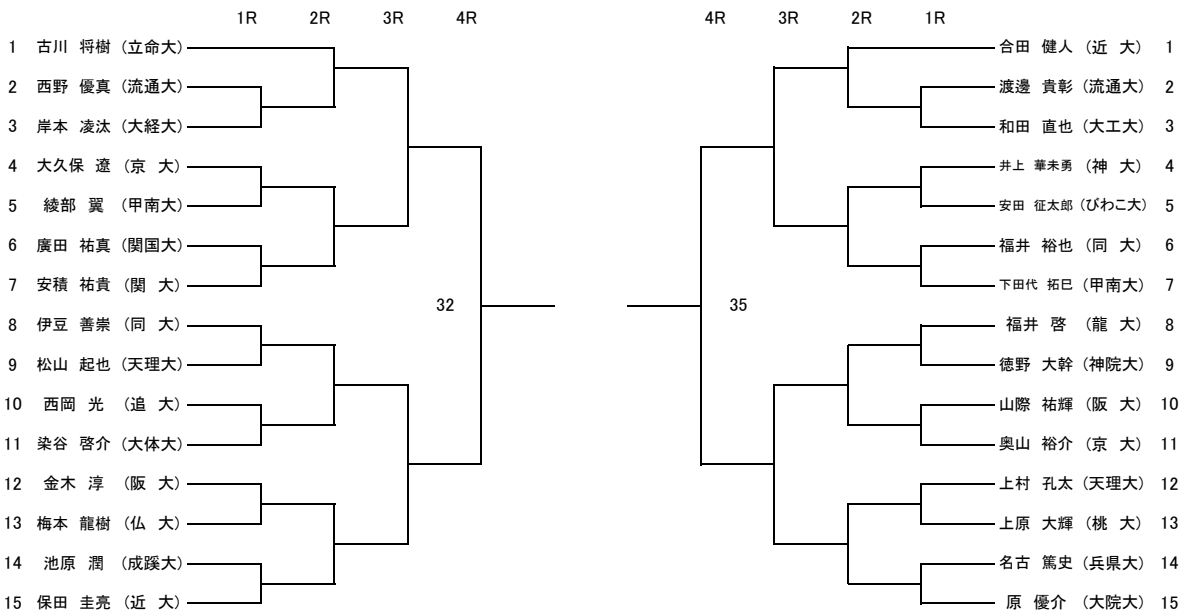 1R 2R 3R 4R
1 古川 将樹 (立命大)
2 西野 優真 (流通大)
3 岸本 凌汰 (大経大)
4 大久保 遼 (京 大)
5 綾部 翼 (甲南大)
6 廣田 祐真 (関国大)
7 安積 祐貴 (関 大)
32
8 伊豆 善崇 (同 大)
9 松山 起也 (天理大)
10 西岡 光 (追 大)
11 染谷 啓介 (大体大)
12 金木 淳 (阪 大)
13 梅本 龍樹 (仏 大)
14 池原 潤 (成蹊大)
15 保田 圭亮 (近 大)
4R 3R 2R 1R
合田 健人 (近 大) 1
渡邊 貴彰 (流通大) 2
和田 直也 (大工大) 3
井上 華未勇 (神 大) 4
安田 征太郎 (びわこ大) 5
福井 裕也 (同 大) 6
下田代 拓巳 (甲南大) 7
35
福井 啓 (龍 大) 8
徳野 大幹 (神院大) 9
山際 祐輝 (阪 大) 10
奥山 裕介 (京 大) 11
上村 孔太 (天理大) 12
上原 大輝 (桃 大) 13
名古 篤史 (兵県大) 14
原 優介 (大院大) 15